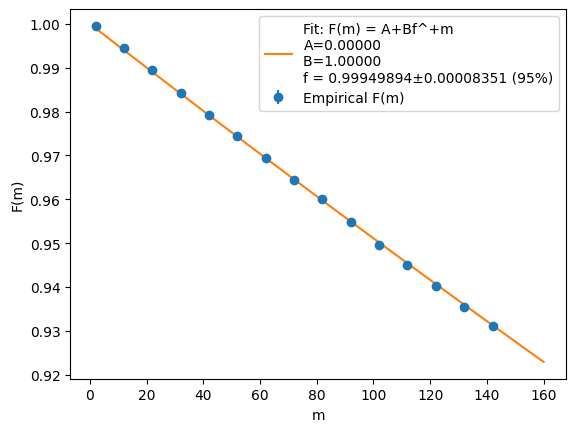 1.00
0.99
0.98
0.97
0.96
0.95
0.94
0.93
0.92
F(m)
0 20 40 60 80 100 120 140 160
m
Fit: F(m) = A+Bf^+m
A=0.00000
B=1.00000
f = 0.99949894±0.00008351 (95%)
Empirical F(m)